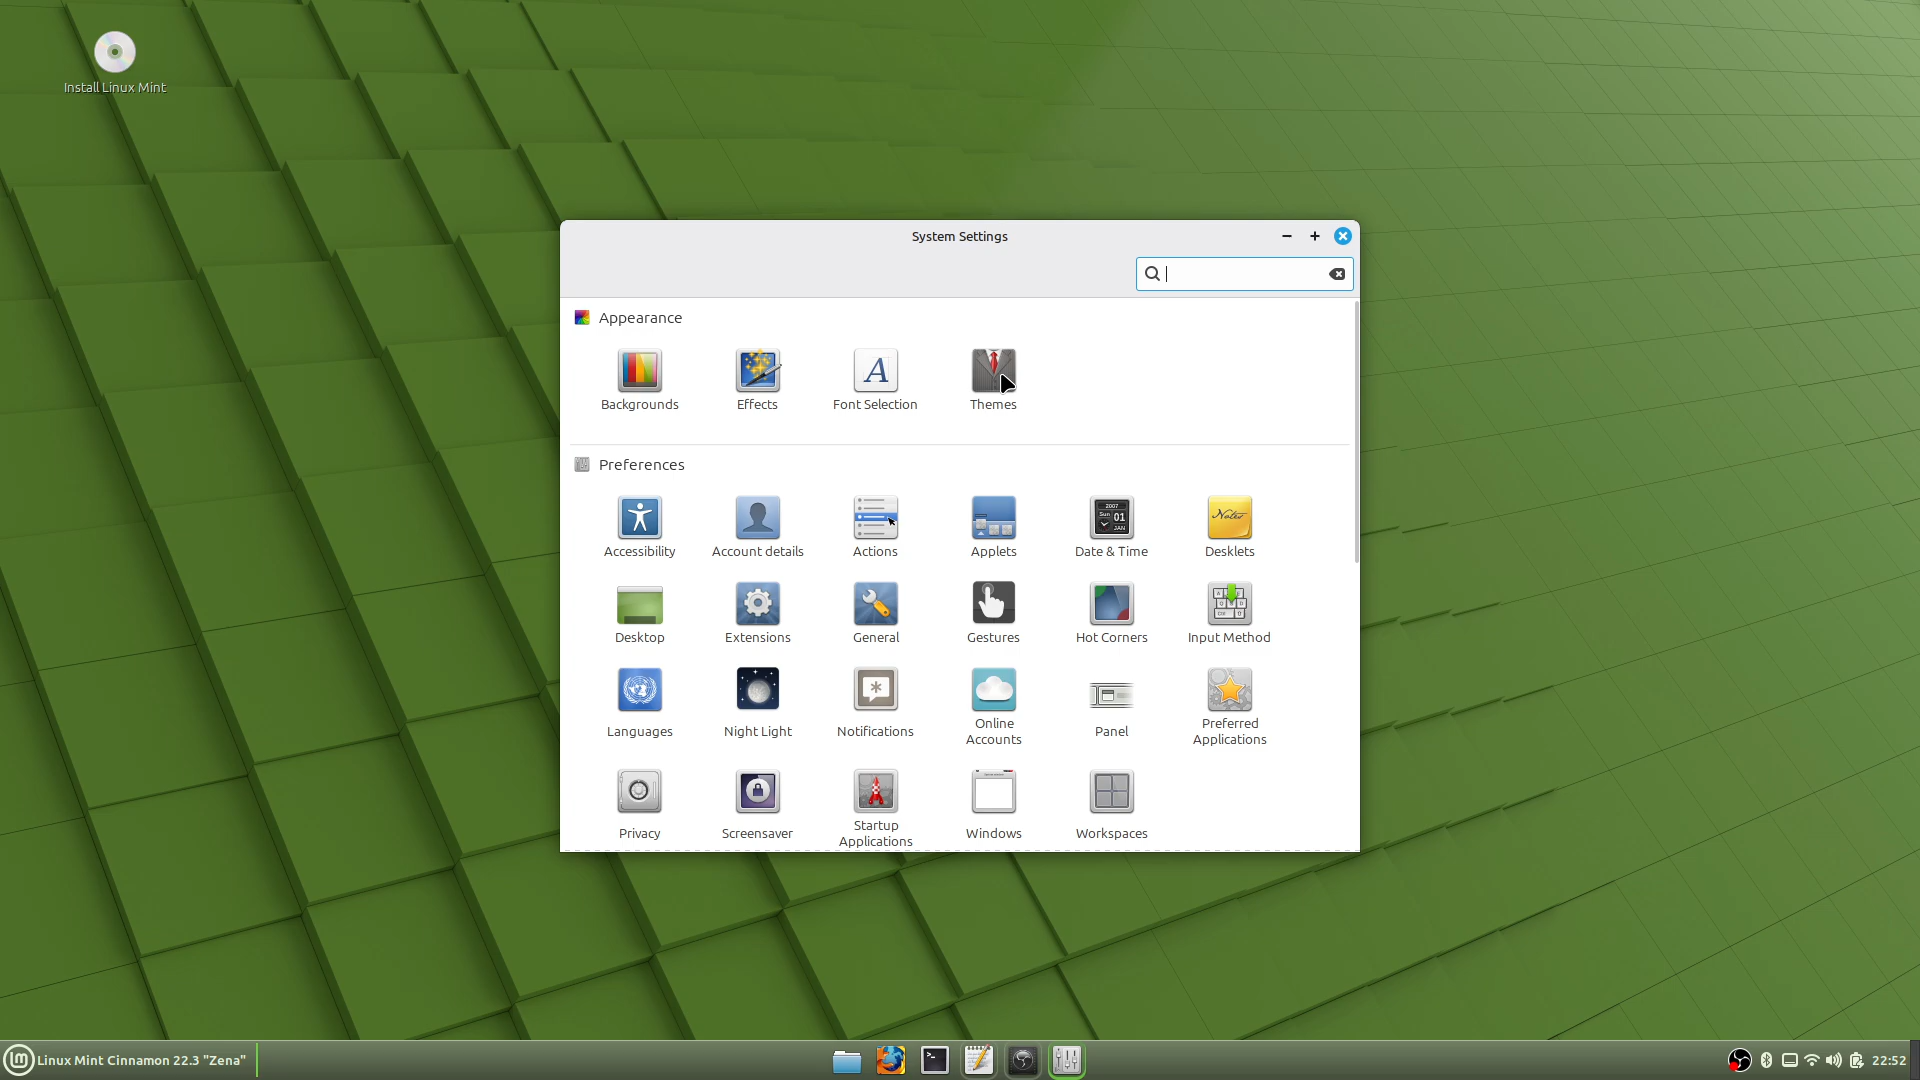 Install Linux Mint
System Settings
Appearance
Backgrounds
Effects
Font Selection
Themes
Preferences
Accessibility
Account details
Actions
Applets
Date & Time
Desklets
Desktop
Extensions
General
Gestures
Hot Corners
Input Method
Languages
Night Light
Notifications
Online
Accounts
Panel
Preferred
Applications
Privacy
Screensaver
Startup
Applications
Windows
Workspaces
Linux Mint Cinnamon 22.3 "Zena"
22:52